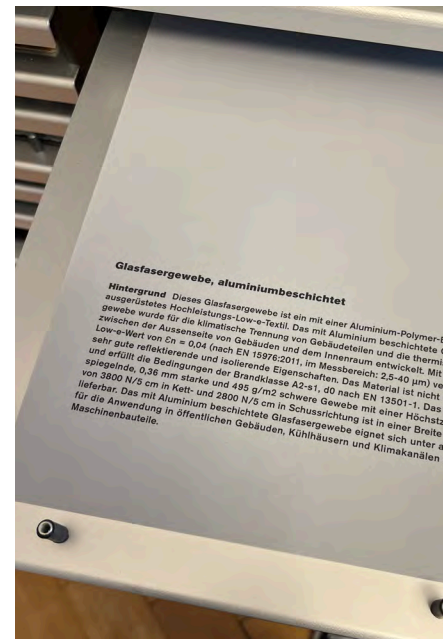 Glasfasergewebe, aluminiumbeschichtet
Hintergrund Dieses Glasfasergewebe ist ein mit einer Aluminium-Polymer-
ausgerüstetes Hochleistungs-Low-e-Textil. Das mit Aluminium beschichtete
gewebe wurde für die klimatische Trennung von Gebäudeteilen und die
zwischen der Aussenseite von Gebäuden und dem Innenraum entwickelt. Mit
Low-e-Wert von εn = 0,04 (nach EN 15976:2011, im Messbereich: 2,5-40 μm)
sehr gute reflektierende und isolierende Eigenschaften. Das Material ist nicht
und erfüllt die Bedingungen der Brandklasse A2-s1, d0 nach EN 13501-1. Das
spiegelnde, 0,36 mm starke und 495 g/m2 schwere Gewebe mit einer
von 3800 N/5 cm in Kett- und 2800 N/5 cm in Schussrichtung ist in einer Breite
lieferbar. Das mit Aluminium beschichtete Glasfasergewebe eignet sich unter
für die Anwendung in öffentlichen Gebäuden, Kühlhäusern und Klimakanälen
Maschinenbauteile.